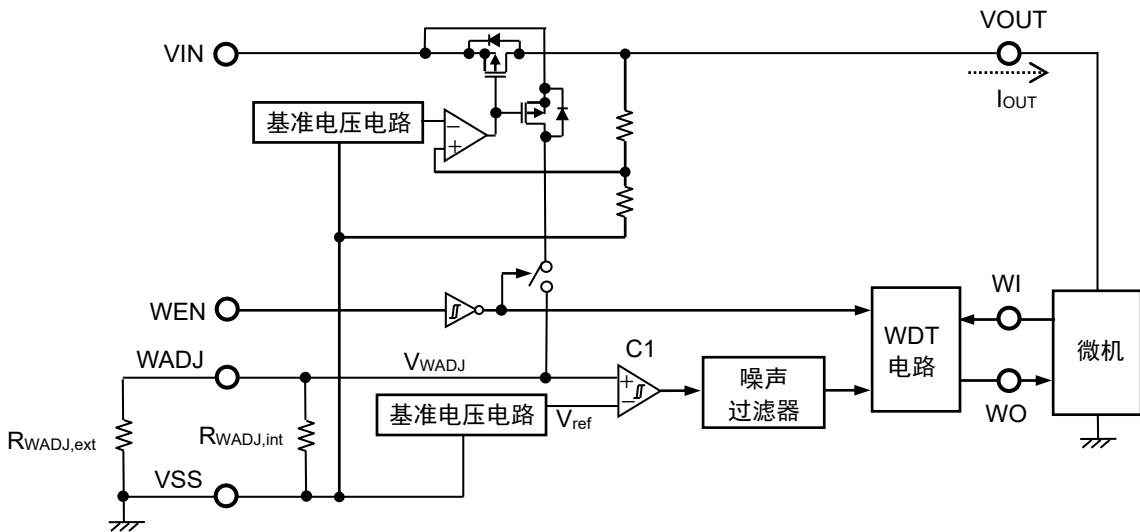 VOUT
VIN
IOUT
基准电压电路
−
+
WEN
WADJ
VWADJ
C1
WDT
电路
WI
微机
WO
+
−
噪声
过滤器
基准电压电路
Vref
RWADJ,ext
RWADJ,int
VSS